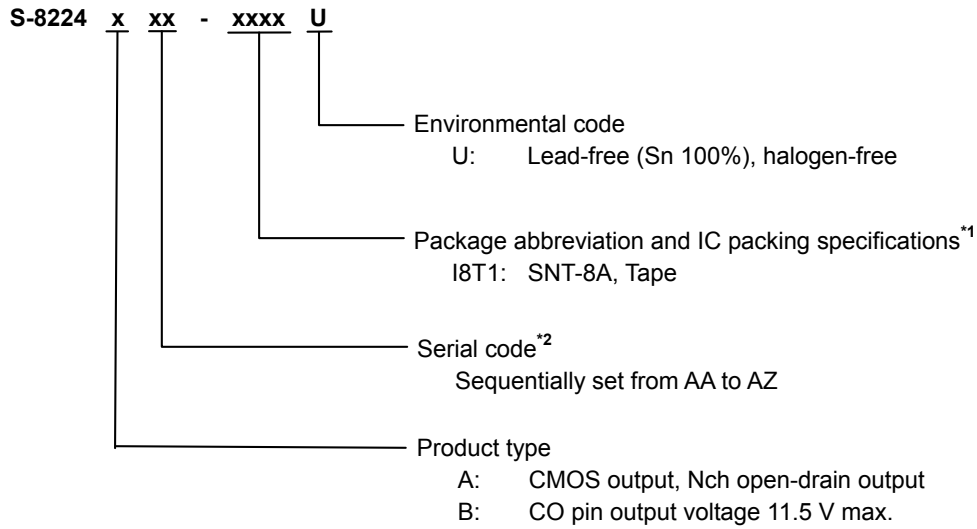 S-8224 x xx - xxxx U
Environmental code
U: Lead-free (Sn 100%), halogen-free
Package abbreviation and IC packing specifications*1
I8T1: SNT-8A, Tape
Serial code*2
Sequentially set from AA to AZ
Product type
A: CMOS output, Nch open-drain output
B: CO pin output voltage 11.5 V max.